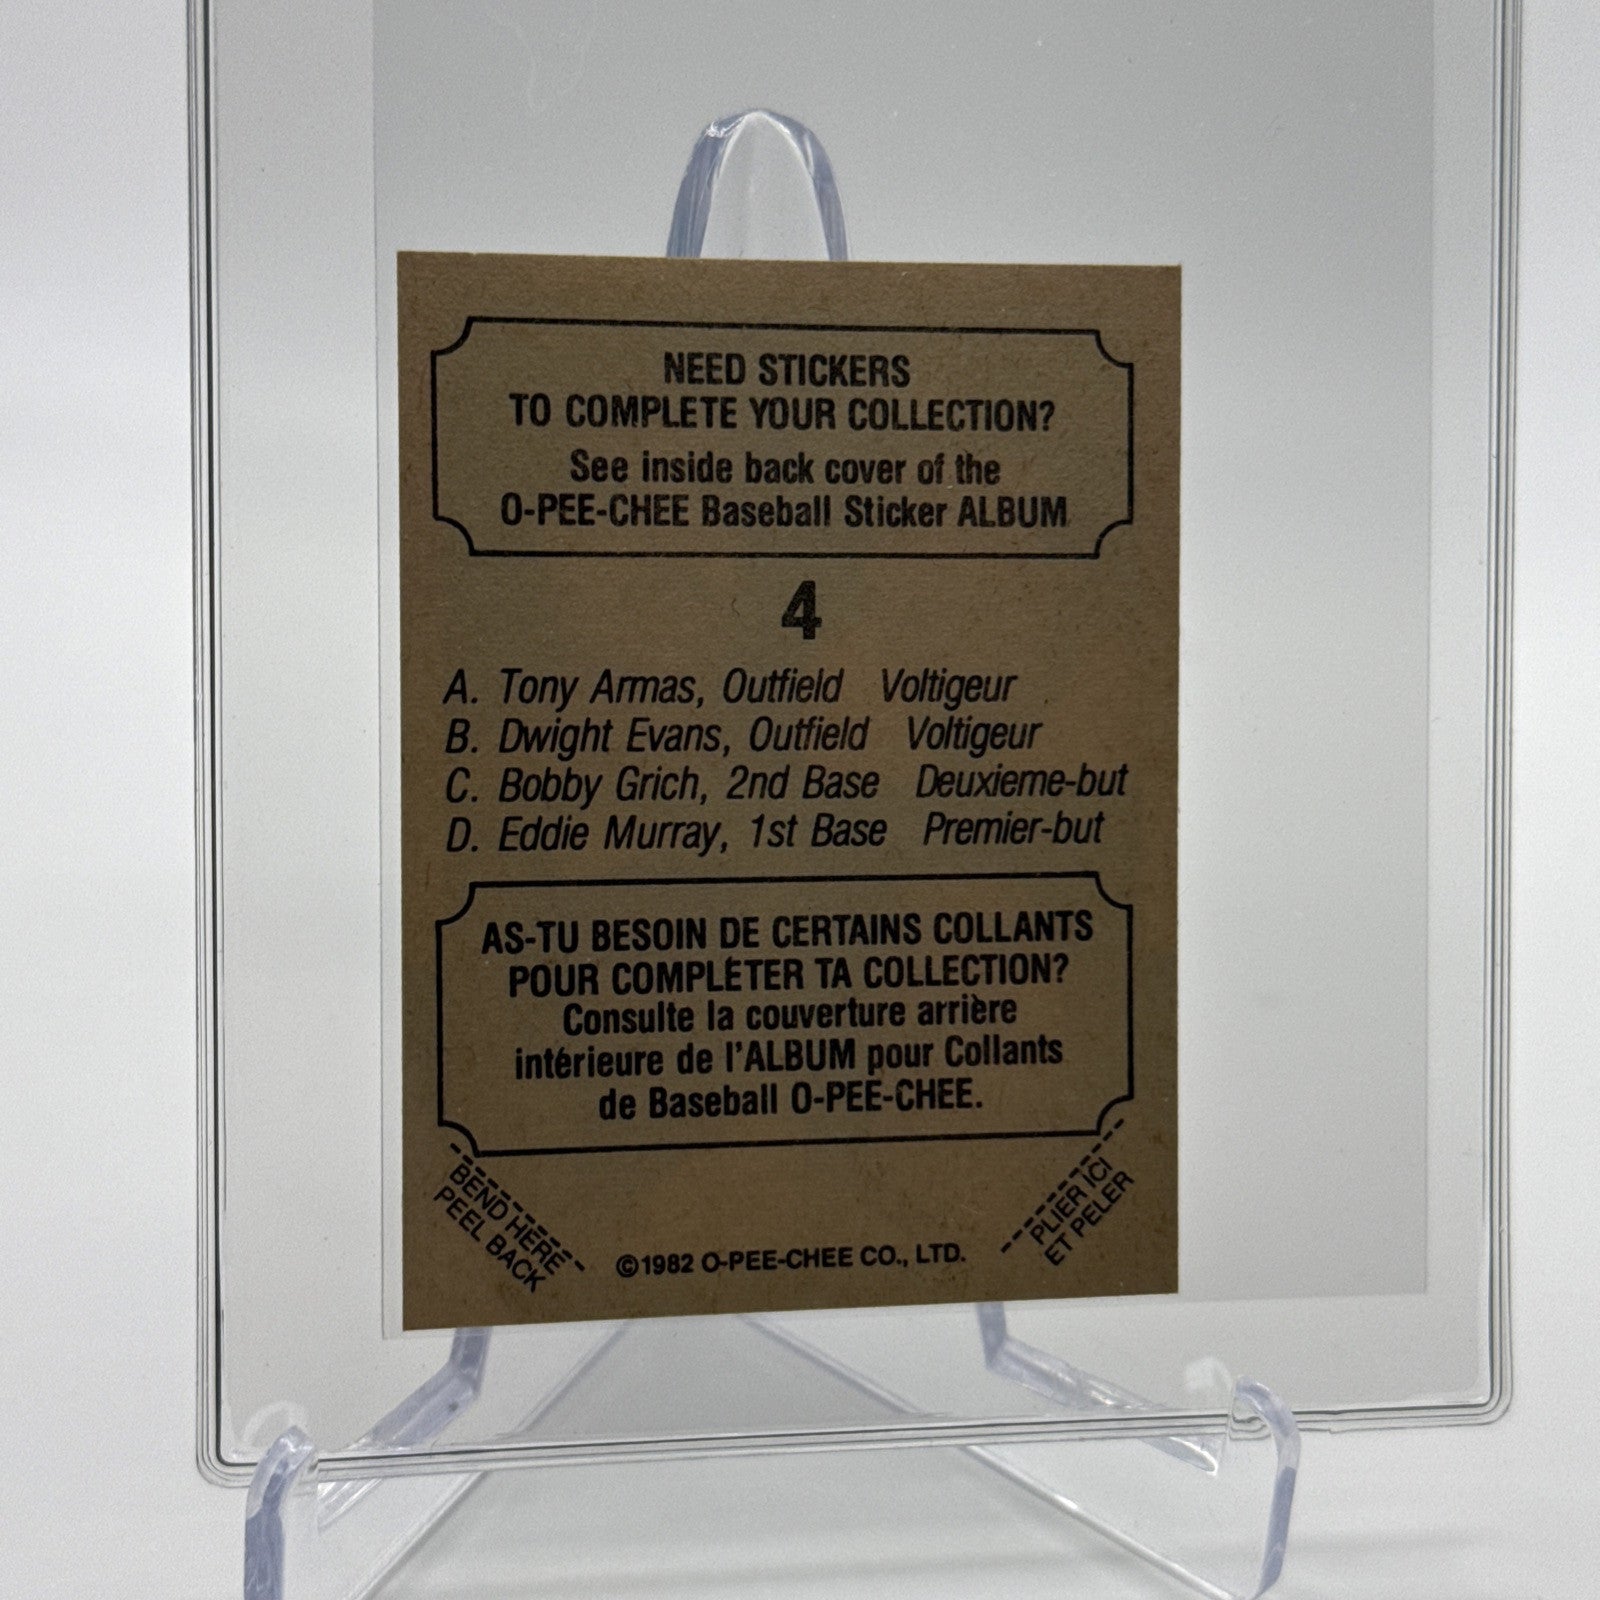 NEED STICKERS
TO COMPLETE YOUR COLLECTION?
See inside back cover of the
O-PEE-CHEE Baseball Sticker ALBUM
4
A. Tony Armas, Outfield Voltigeur
B. Dwight Evans, Outfield Voltigeur
C. Bobby Grich, 2nd Base Deuxieme-but
D. Eddie Murray, 1st Base Premier-but
AS-TU BESOIN DE CERTAINS COLLANTS
POUR COMPLÉTER TA COLLECTION?
Consulte la couverture arrière
intérieure de l'ALBUM pour Collants
de Baseball O-PEE-CHEE.
BEND HERE
PEEL BACK
©1982 O-PEE-CHEE CO., LTD.
PLIER ICI
ET PELER